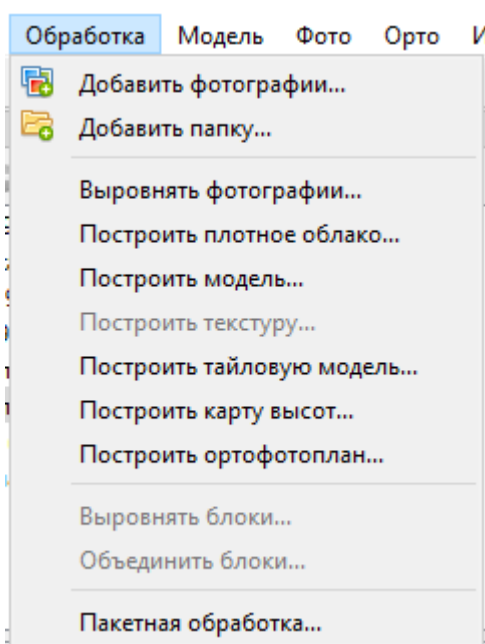 Обработка Модель Фото Орто
Добавить фотографии...
Добавить папку...
Выровнять фотографии...
Построить плотное облако...
Построить модель...
Построить текстуру...
Построить тайловую модель...
Построить карту высот...
Построить ортофотоплан...
Выровнять блоки...
Объединить блоки...
Пакетная обработка...